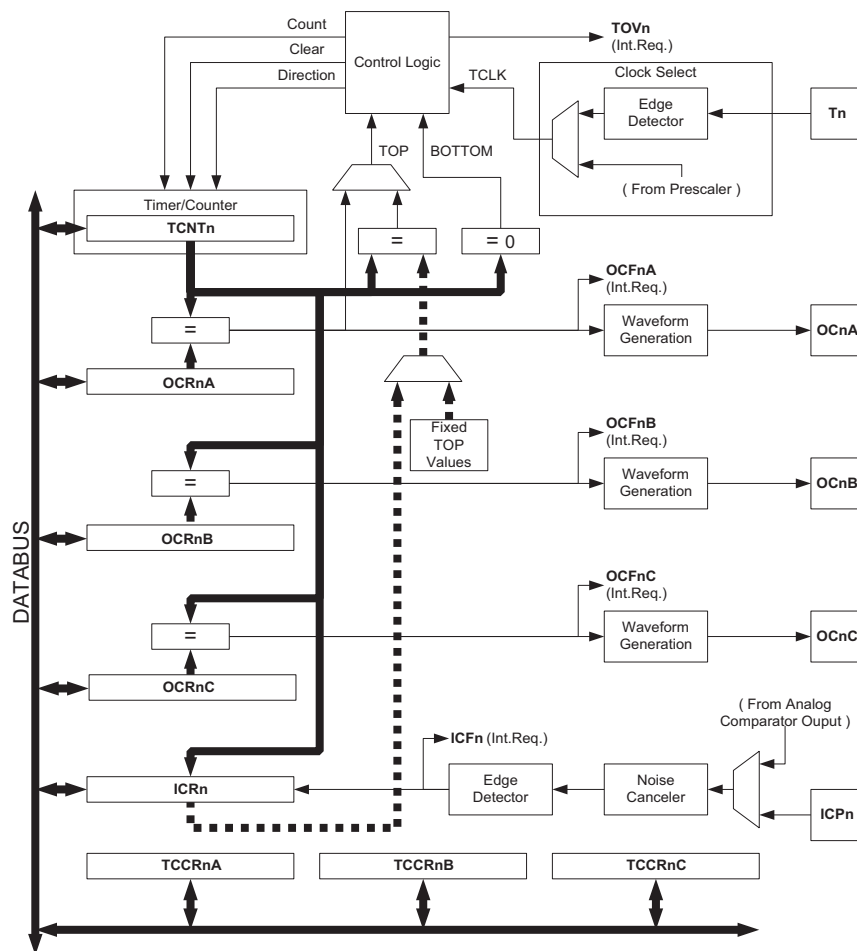 Count
Clear
Direction
Control Logic
TOVn
(Int.Req.)
TCLK
Clock Select
Edge
Detector
Tn
( From Prescaler )
TOP
BOTTOM
Timer/Counter
TCNTn
=
= 0
=
OCRnA
OCFnA
(Int.Req.)
Waveform
Generation
OCnA
Fixed
TOP
Values
=
OCRnB
OCFnB
(Int.Req.)
Waveform
Generation
OCnB
DATABUS
=
OCRnC
OCFnC
(Int.Req.)
Waveform
Generation
OCnC
( From Analog
Comparator Ouput )
ICFn (Int.Req.)
ICRn
Edge
Detector
Noise
Canceler
ICPn
TCCRnA
TCCRnB
TCCRnC